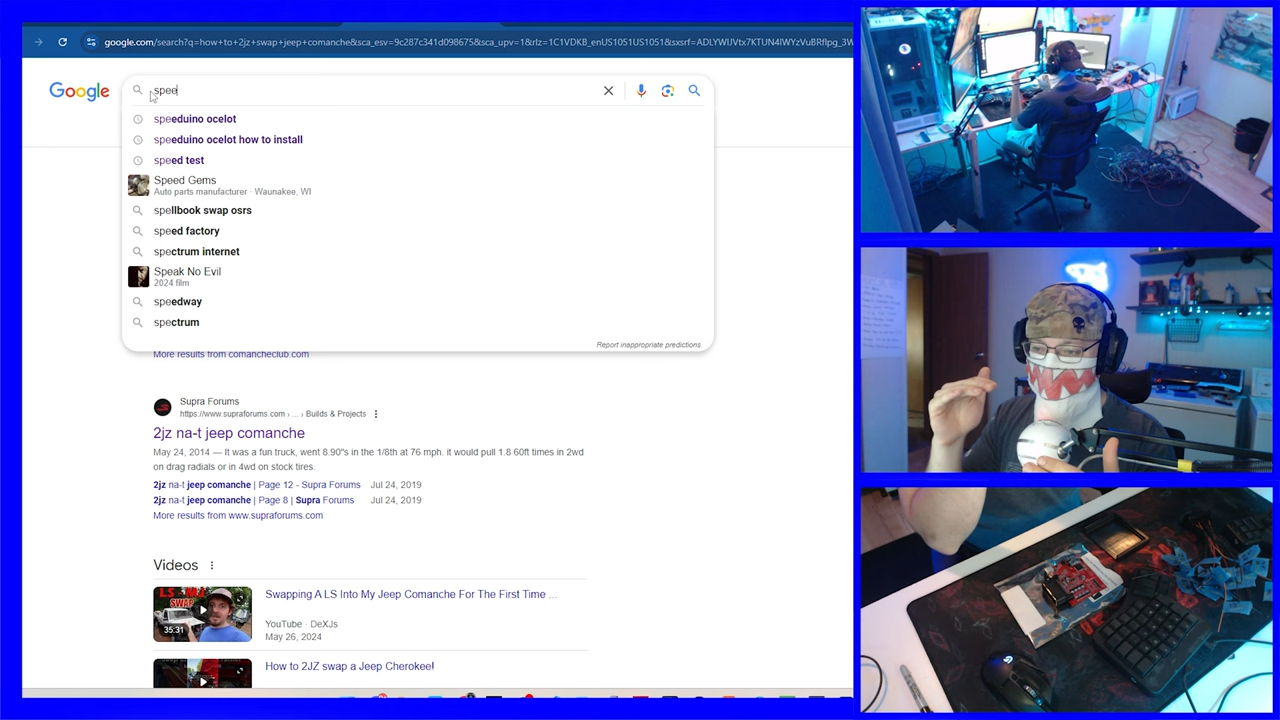 google.com/search?q=how+to+2jz+swap+jeep+comanche&sca_esv=9c287c341d098675&sca_upv=1&rlz=1C1VDKB_enUS1051US1051&sxsrf=
Google
spee
speeduino ocelot
speeduino ocelot how to install
speed test
Speed Gems
Auto parts manufacturer · Waunakee, WI
spellbook swap osrs
speed factory
spectrum internet
Speak No Evil
2024 film
speedway
spectrum
Report inappropriate predictions
More results from comancheclub.com
Supra Forums
https://www.supraforums.com › ... › Builds & Projects
2jz na-t jeep comanche
May 24, 2014 — It was a fun truck, went 8.90"s in the 1/8th at 76 mph. it would pull 1.8 60ft times in 2wd
on drag radials or in 4wd on stock tires.
2jz na-t jeep comanche | Page 12 - Supra Forums Jul 24, 2019
2jz na-t jeep comanche | Page 8 | Supra Forums Jul 24, 2019
More results from www.supraforums.com
Videos
Swapping A LS Into My Jeep Comanche For The First Time ...
35:31
YouTube · DeXJs
May 26, 2024
How to 2JZ swap a Jeep Cherokee!